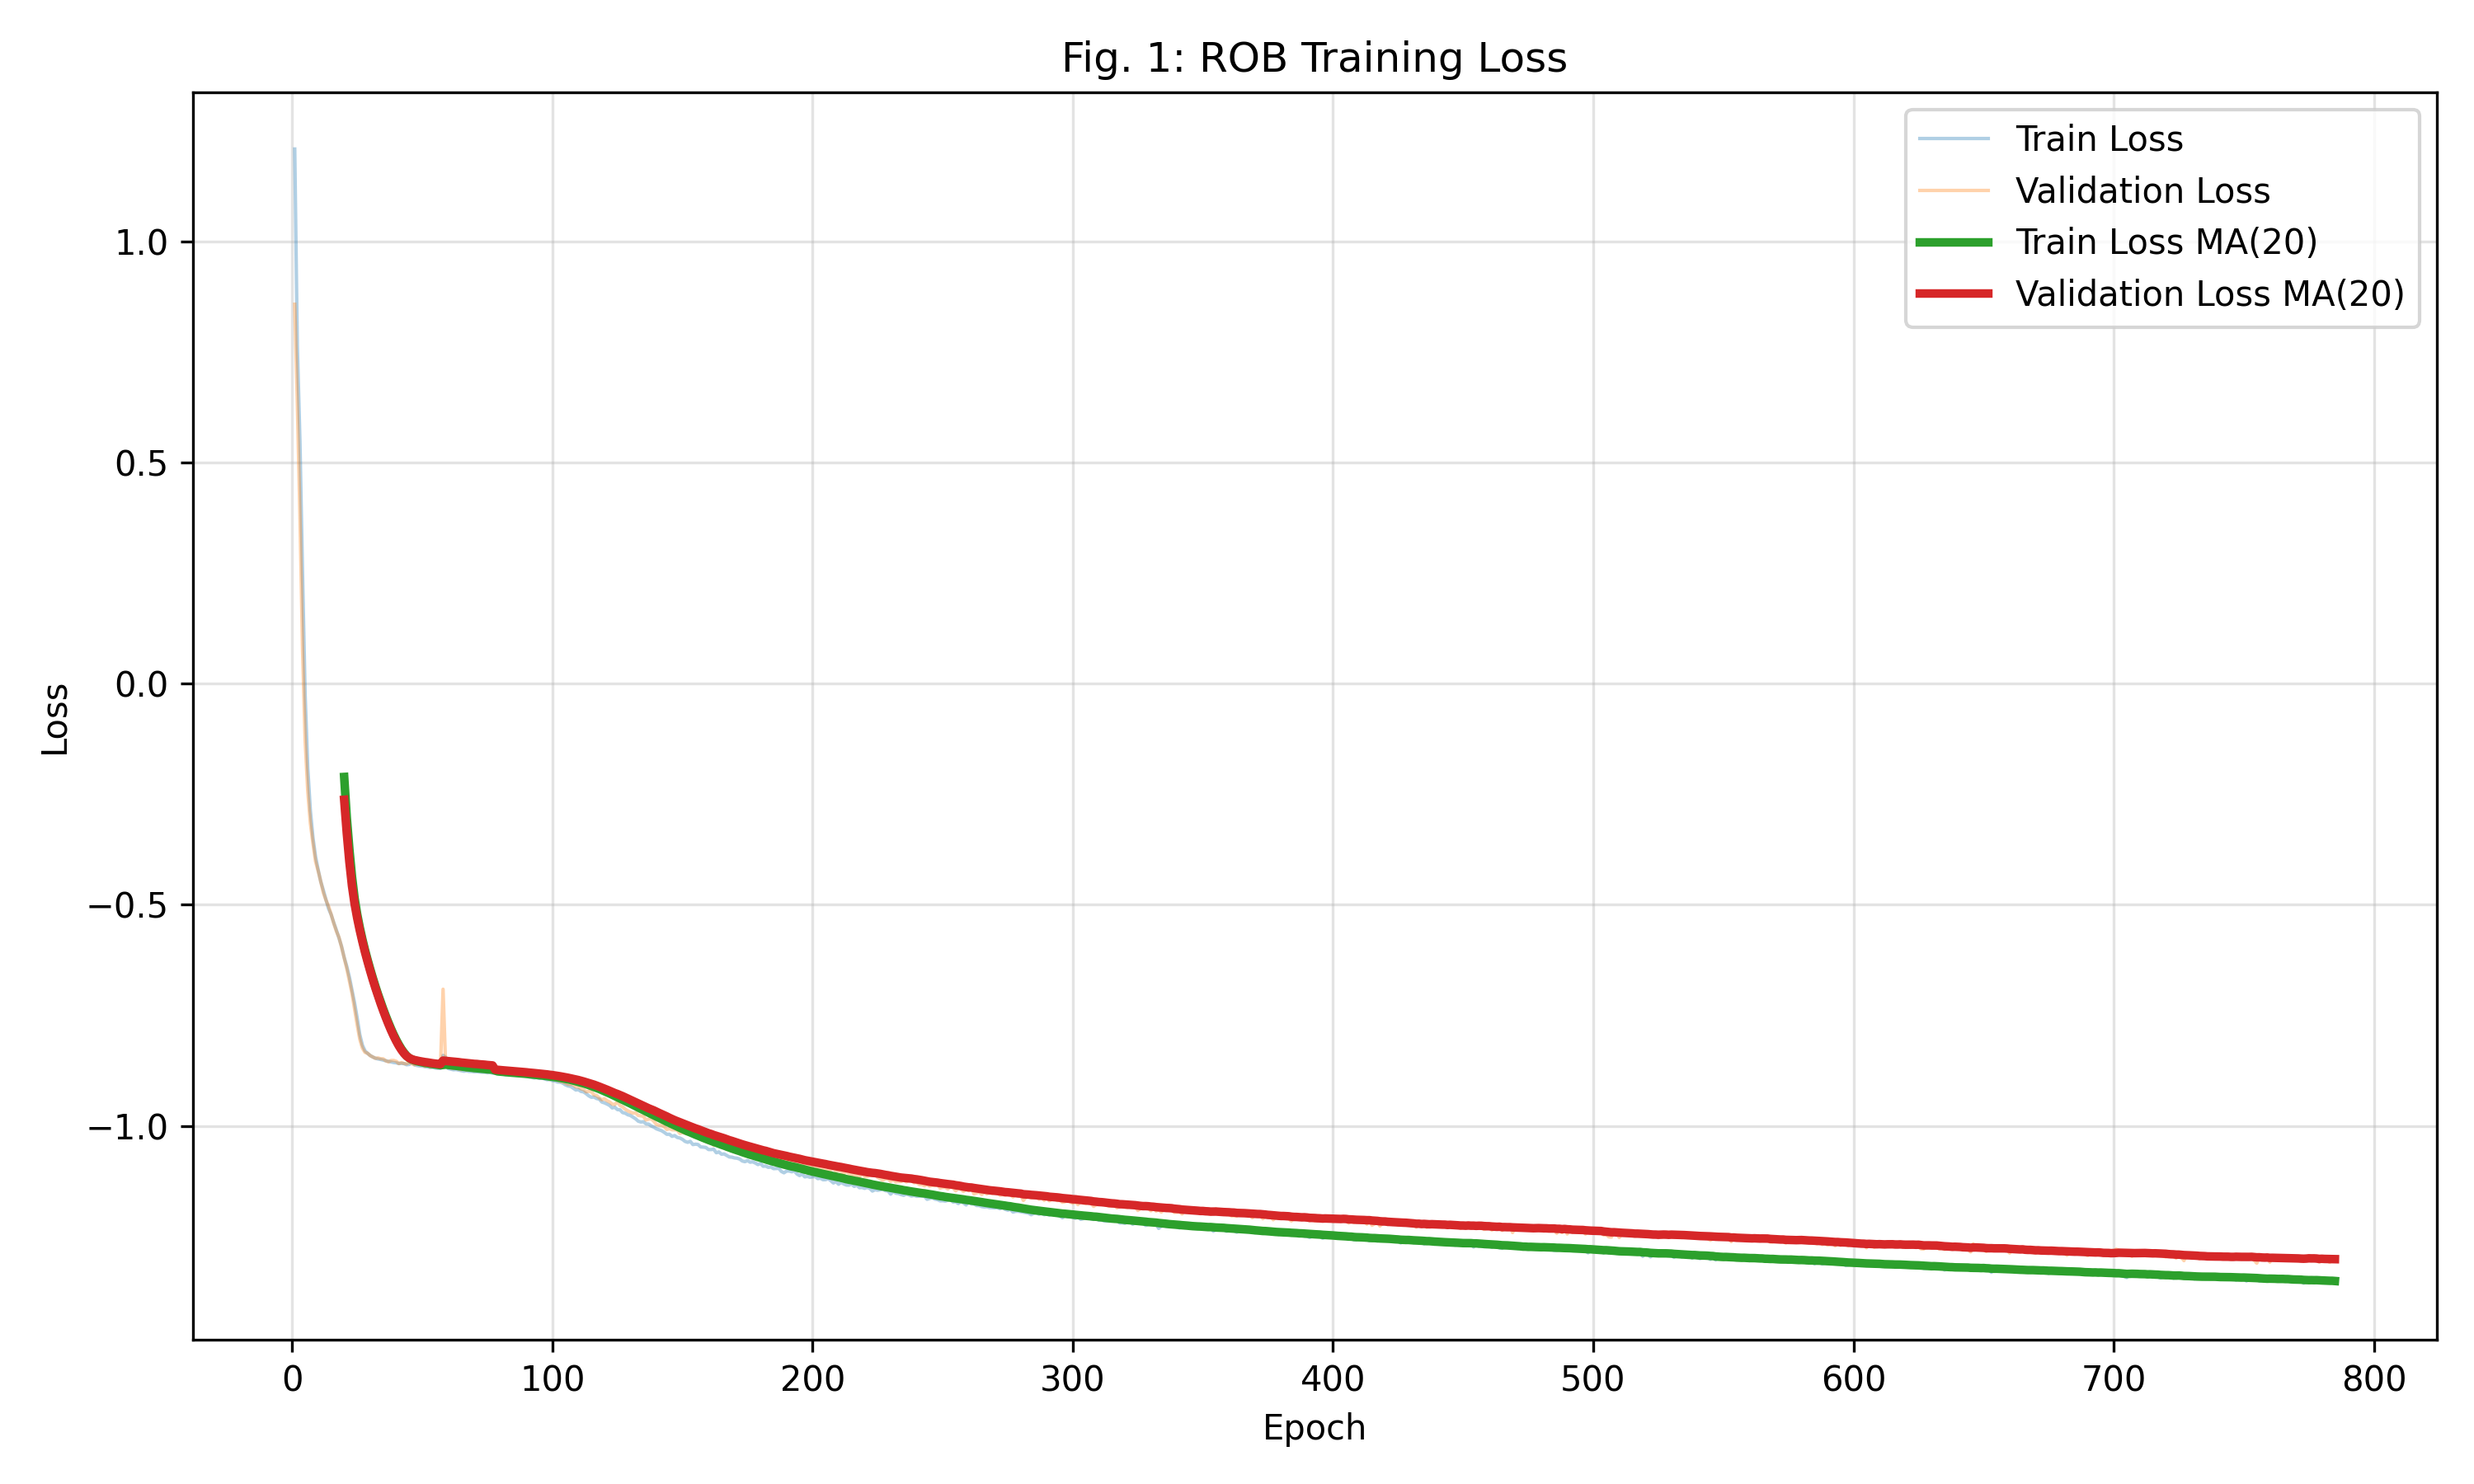 Fig. 1: ROB Training Loss
Train Loss
Validation Loss
Train Loss MA(20)
Validation Loss MA(20)
1.0
0.5
0.0
−0.5
−1.0
Loss
0 100 200 300 400 500 600 700 800
Epoch